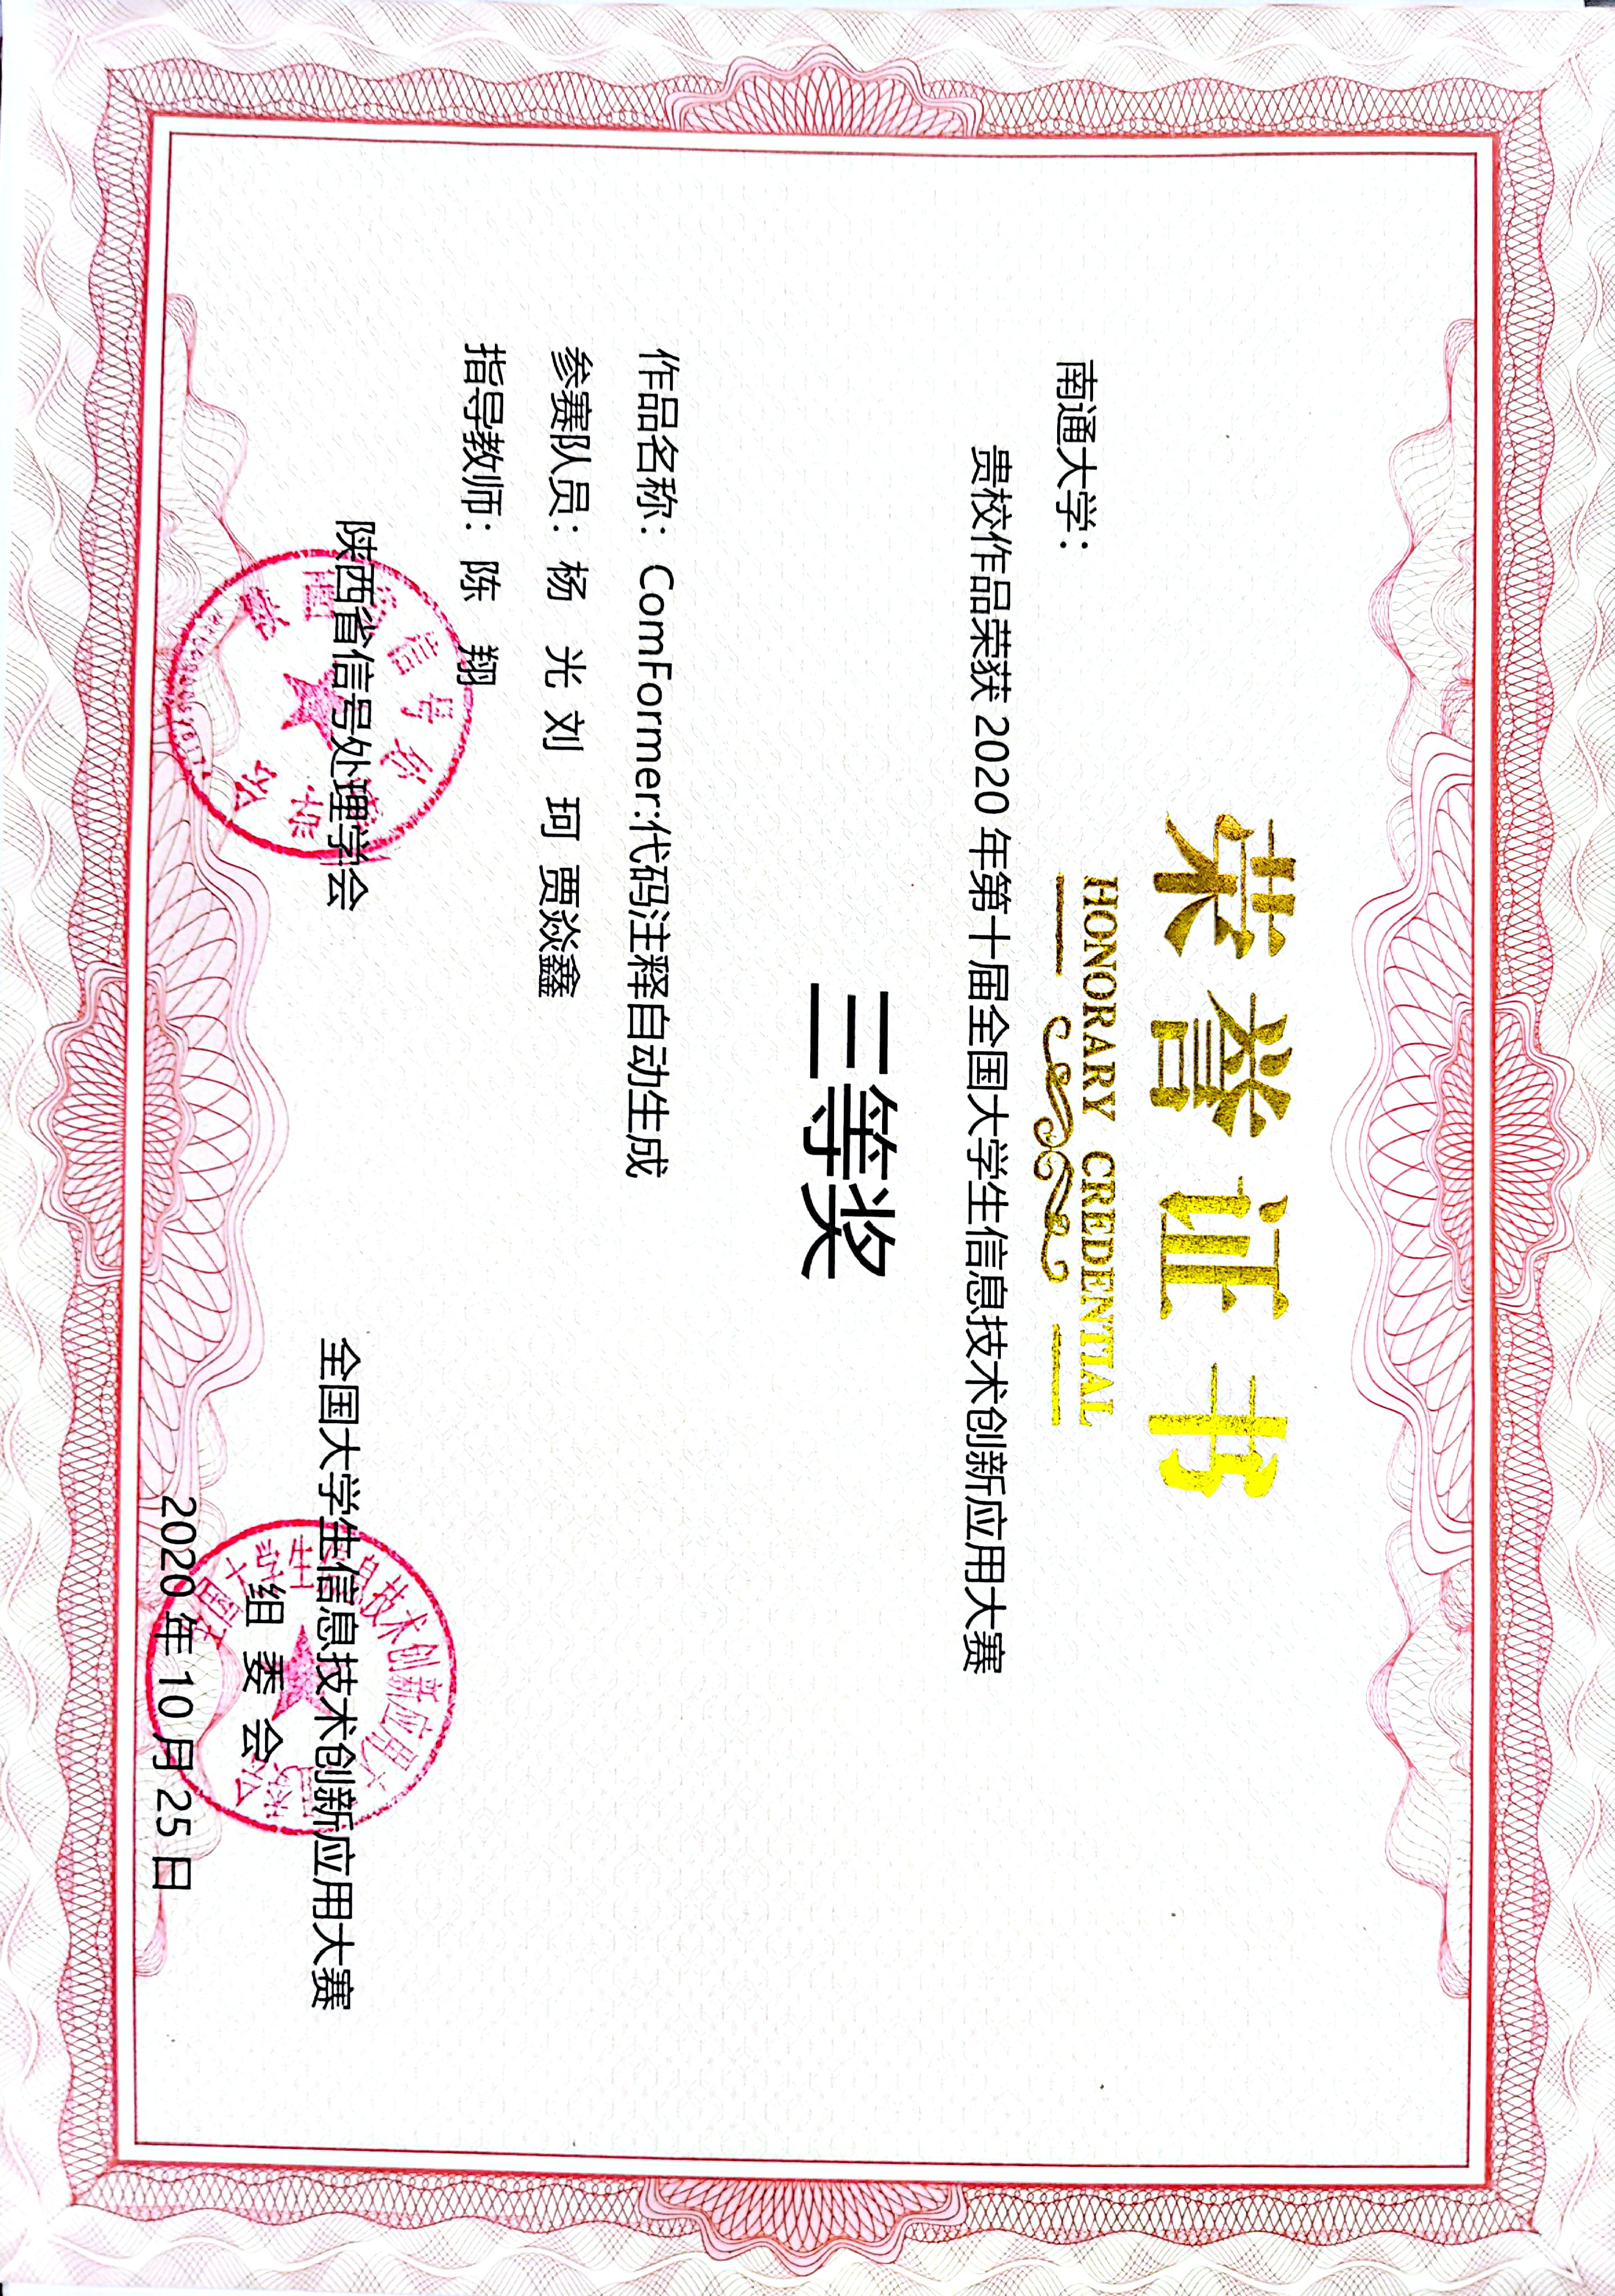 荣誉证书
HONORARY CREDENTIAL
南通大学：
贵校作品荣获 2020 年第十届全国大学生信息技术创新应用大赛
三等奖
作品名称：ComFormer:代码注释自动生成
参赛队员：杨 光 刘 珂 贾焱鑫
指导教师：陈 翔
陕西省信号处理学会
全国大学生信息技术创新应用大赛
组 委 会
2020 年 10 月 25 日